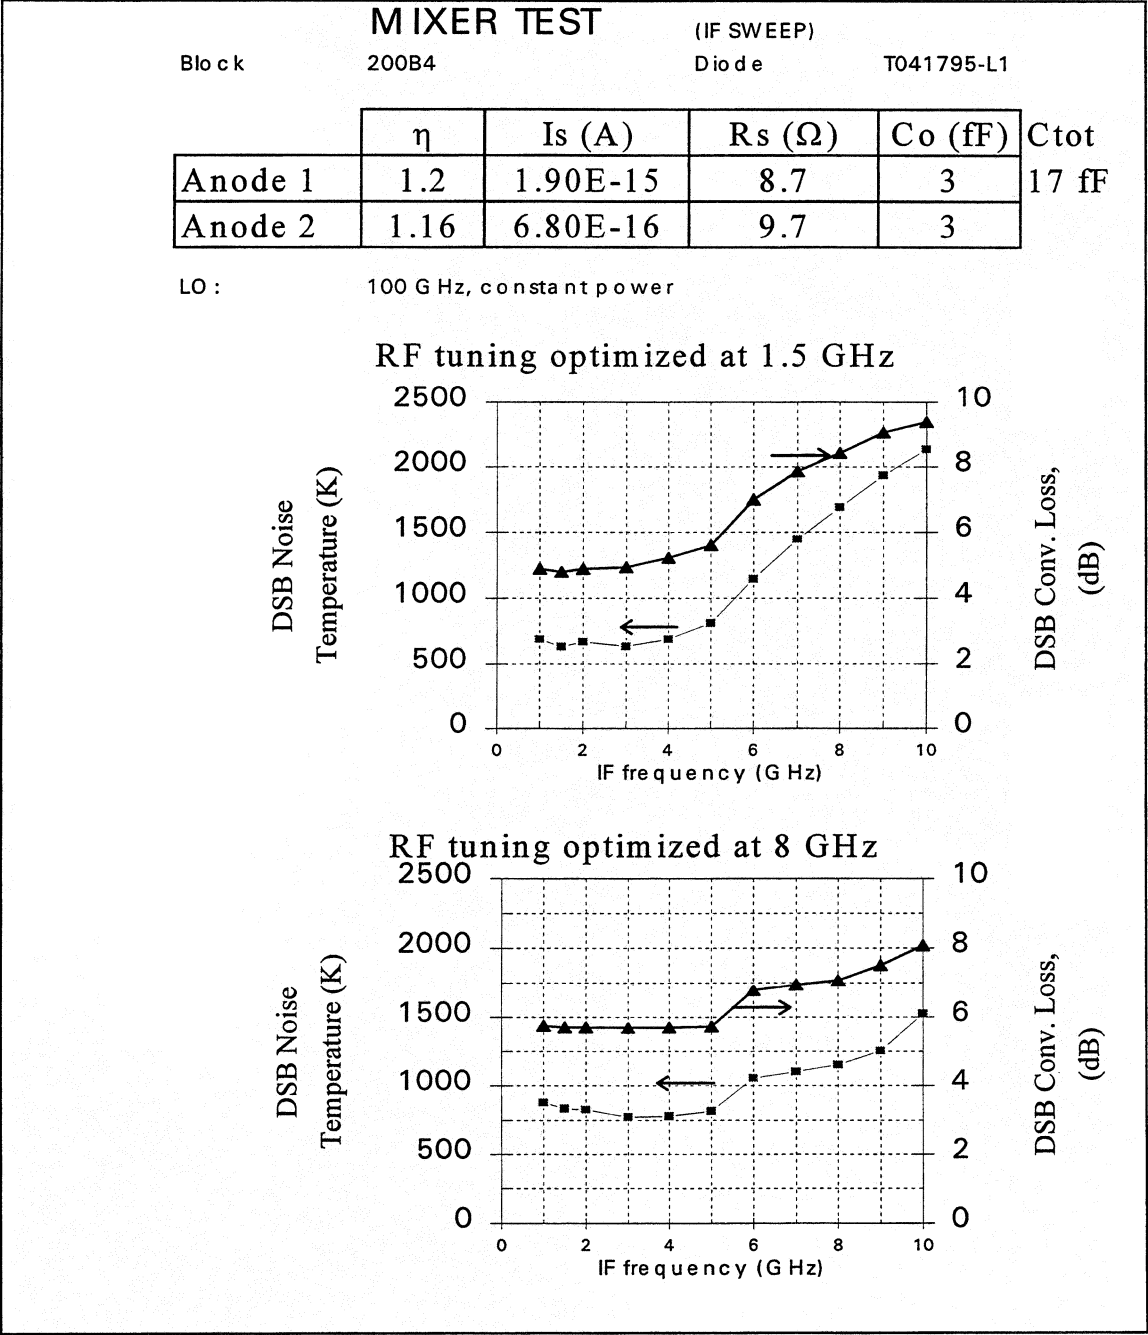 MIXER TEST (IF SWEEP)
Block 200B4 Diode T041795-L1
η Is (A) Rs (Ω) Co (fF) Ctot
Anode 1 1.2 1.90E-15 8.7 3 17 fF
Anode 2 1.16 6.80E-16 9.7 3
LO : 100 GHz, constant power
RF tuning optimized at 1.5 GHz
2500 10
2000 8
1500 6
1000 4
500 2
0 0
DSB Noise
Temperature (K)
DSB Conv. Loss,
(dB)
0 2 4 6 8 10
IF frequency (GHz)
RF tuning optimized at 8 GHz
2500 10
2000 8
1500 6
1000 4
500 2
0 0
DSB Noise
Temperature (K)
DSB Conv. Loss,
(dB)
0 2 4 6 8 10
IF frequency (GHz)